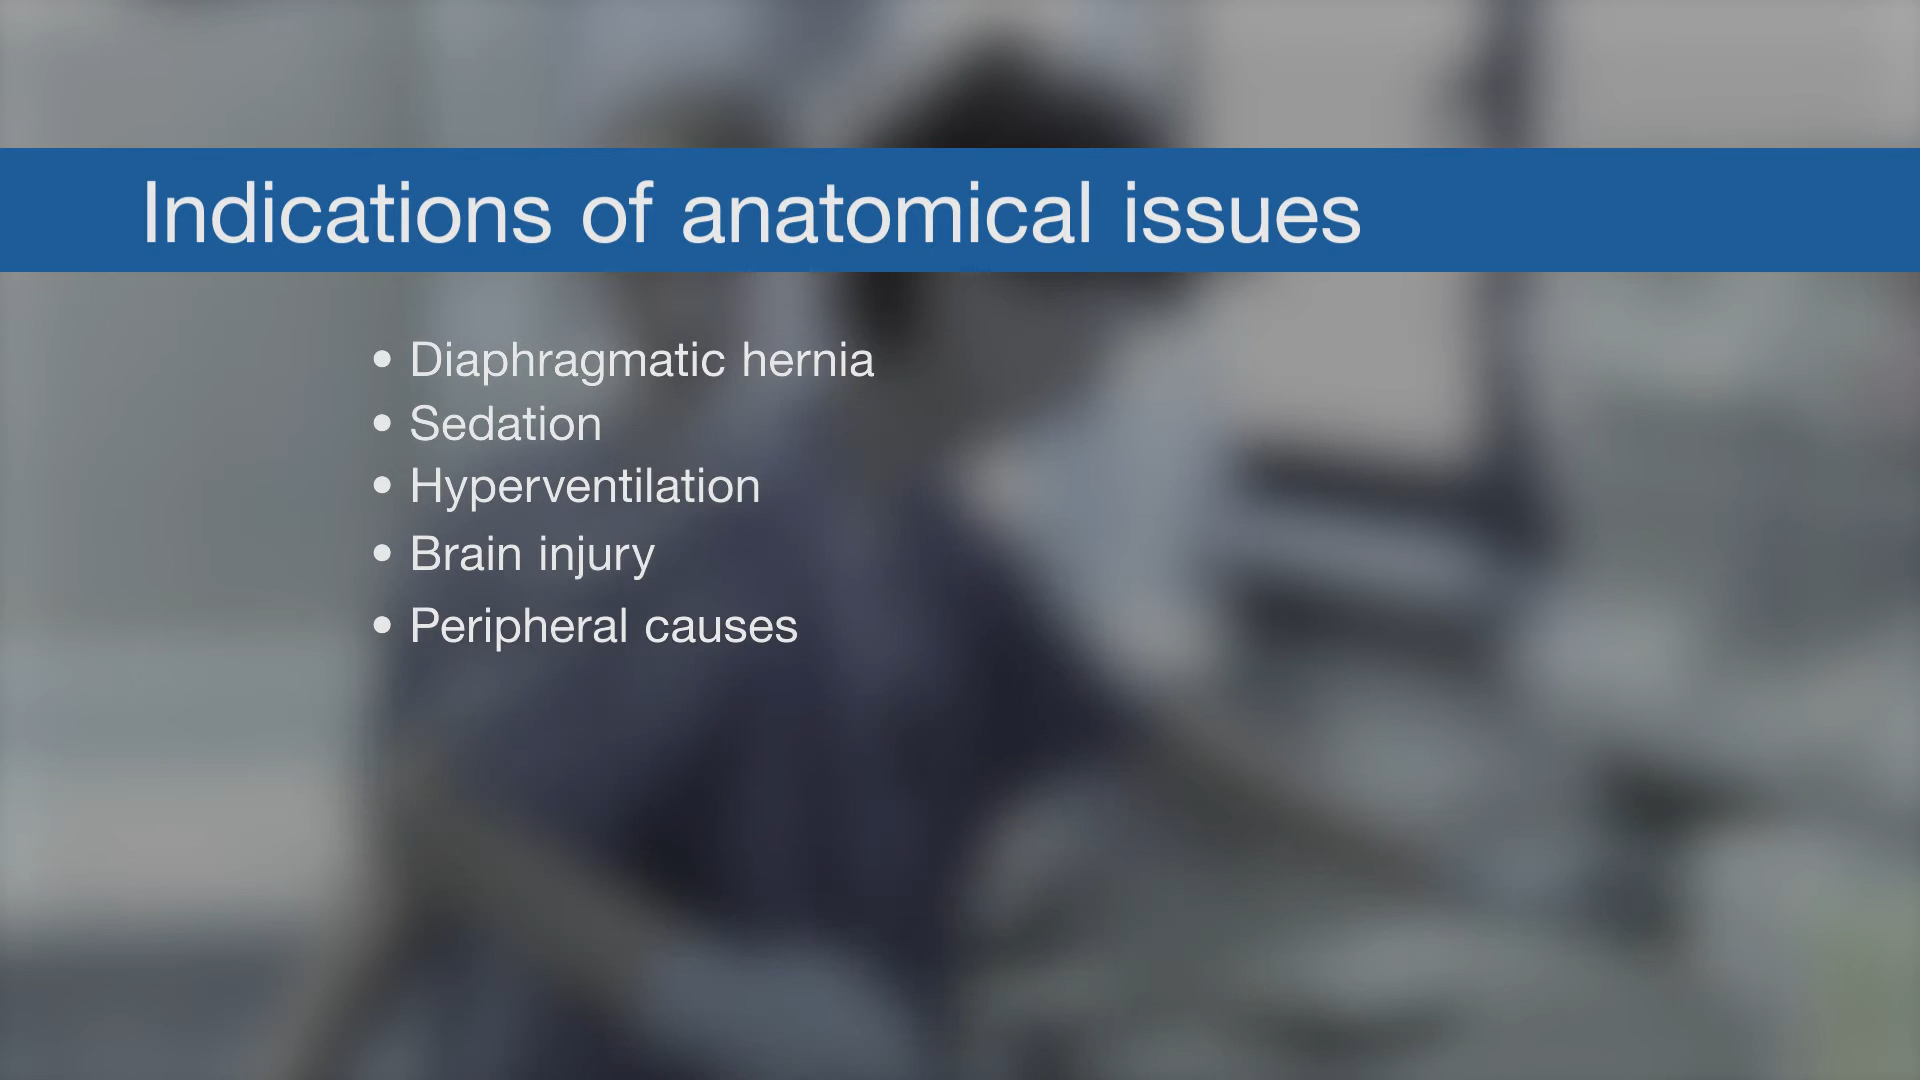 Indications of anatomical issues
• Diaphragmatic hernia
• Sedation
• Hyperventilation
• Brain injury
• Peripheral causes